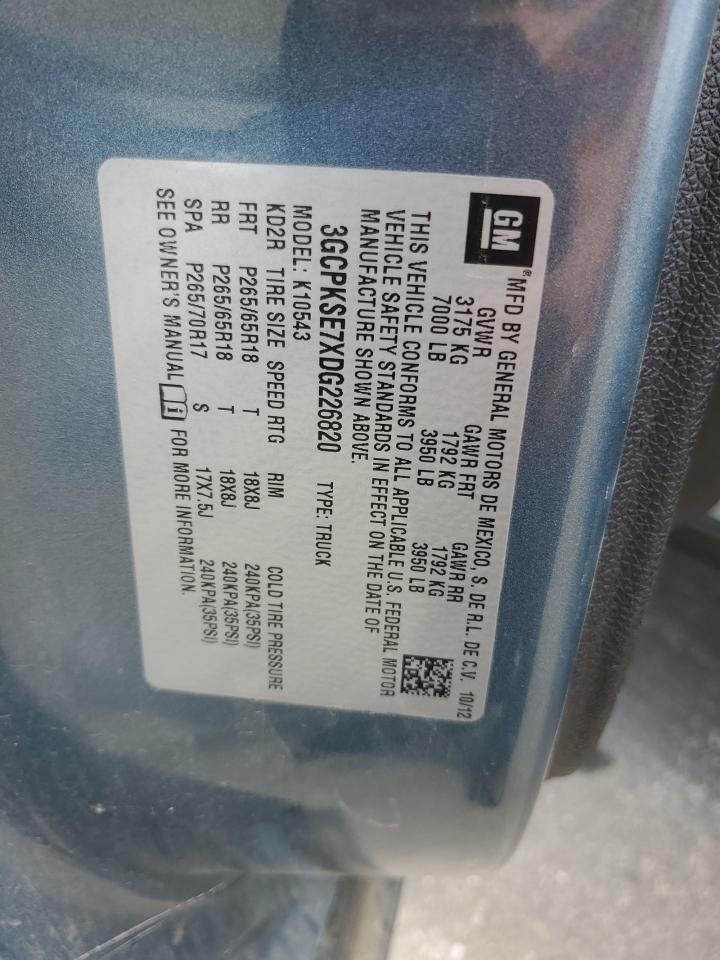 GM ® MFD BY GENERAL MOTORS DE MEXICO, S. DE R.L. DE C.V. 10/12
GVWR GAWR FRT GAWR RR
3175 KG 1792 KG 1792 KG
7000 LB 3950 LB 3950 LB
THIS VEHICLE CONFORMS TO ALL APPLICABLE U.S. FEDERAL MOTOR
VEHICLE SAFETY STANDARDS IN EFFECT ON THE DATE OF
MANUFACTURE SHOWN ABOVE.
3GCPKSE7XDG226820 TYPE: TRUCK
MODEL: K10543
KD2R TIRE SIZE SPEED RTG RIM COLD TIRE PRESSURE
FRT P265/65R18 T 18X8J 240KPA(35PSI)
RR P265/65R18 T 18X8J 240KPA(35PSI)
SPA P265/70R17 S 17X7.5J 240KPA(35PSI)
SEE OWNER'S MANUAL FOR MORE INFORMATION.